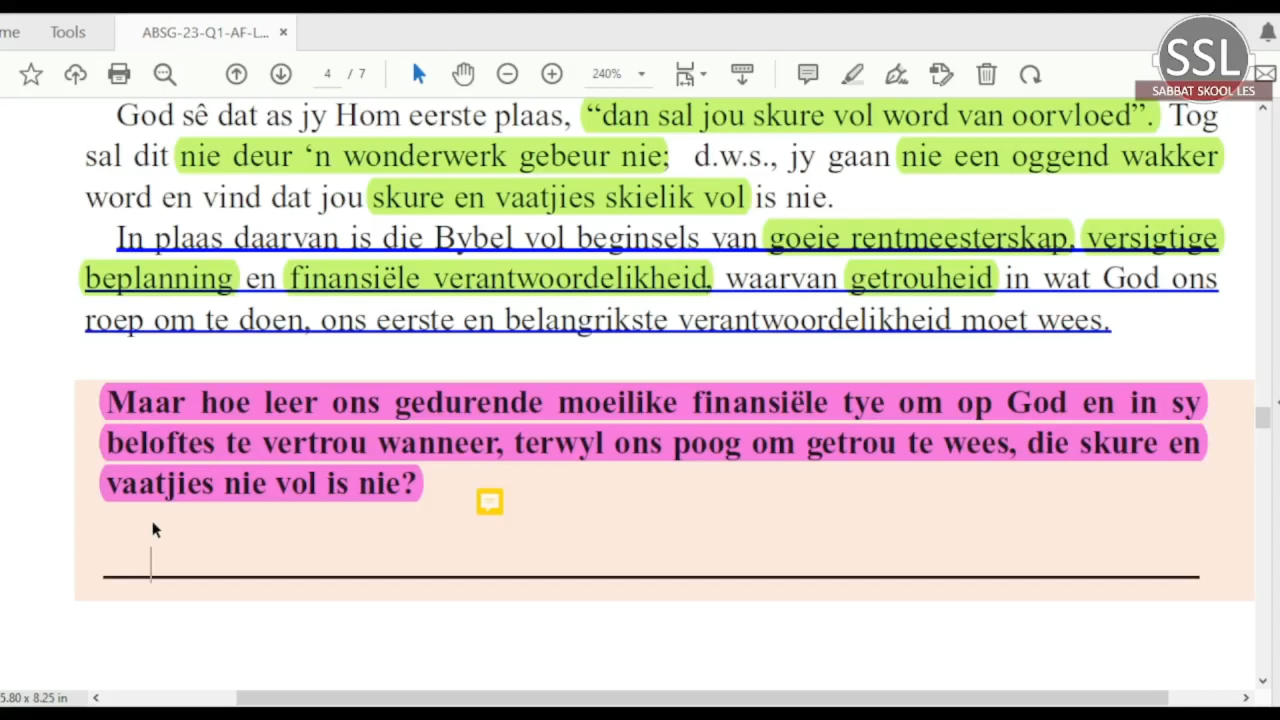 me
Tools
ABSG-23-Q1-AF-L...
×
SSL
SABBAT SKOOL LES
4 / 7
240%
God sê dat as jy Hom eerste plaas, “dan sal jou skure vol word van oorvloed”. Tog
sal dit nie deur ‘n wonderwerk gebeur nie; d.w.s., jy gaan nie een oggend wakker
word en vind dat jou skure en vaatjies skielik vol is nie.
In plaas daarvan is die Bybel vol beginsels van goeie rentmeesterskap, versigtige
beplanning en finansiële verantwoordelikheid, waarvan getrouheid in wat God ons
roep om te doen, ons eerste en belangrikste verantwoordelikheid moet wees.
Maar hoe leer ons gedurende moeilike finansiële tye om op God en in sy
beloftes te vertrou wanneer, terwyl ons poog om getrou te wees, die skure en
vaatjies nie vol is nie?
5.80 x 8.25 in